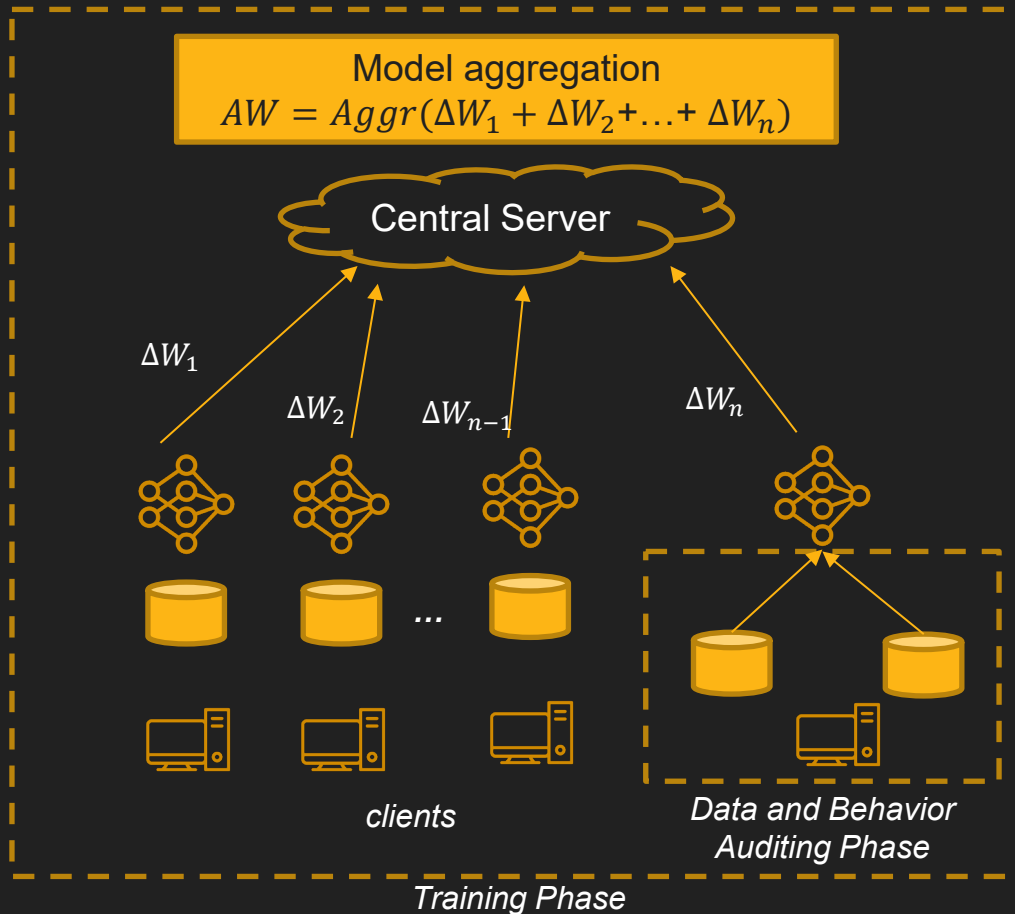 Model aggregation
𝐴𝑊 = 𝐴𝑔𝑔𝑟(Δ𝑊₁ + Δ𝑊₂+…+ Δ𝑊ₙ)
Central Server
Δ𝑊₁
Δ𝑊₂
Δ𝑊ₙ₋₁
Δ𝑊ₙ
...
clients
Data and Behavior
Auditing Phase
Training Phase